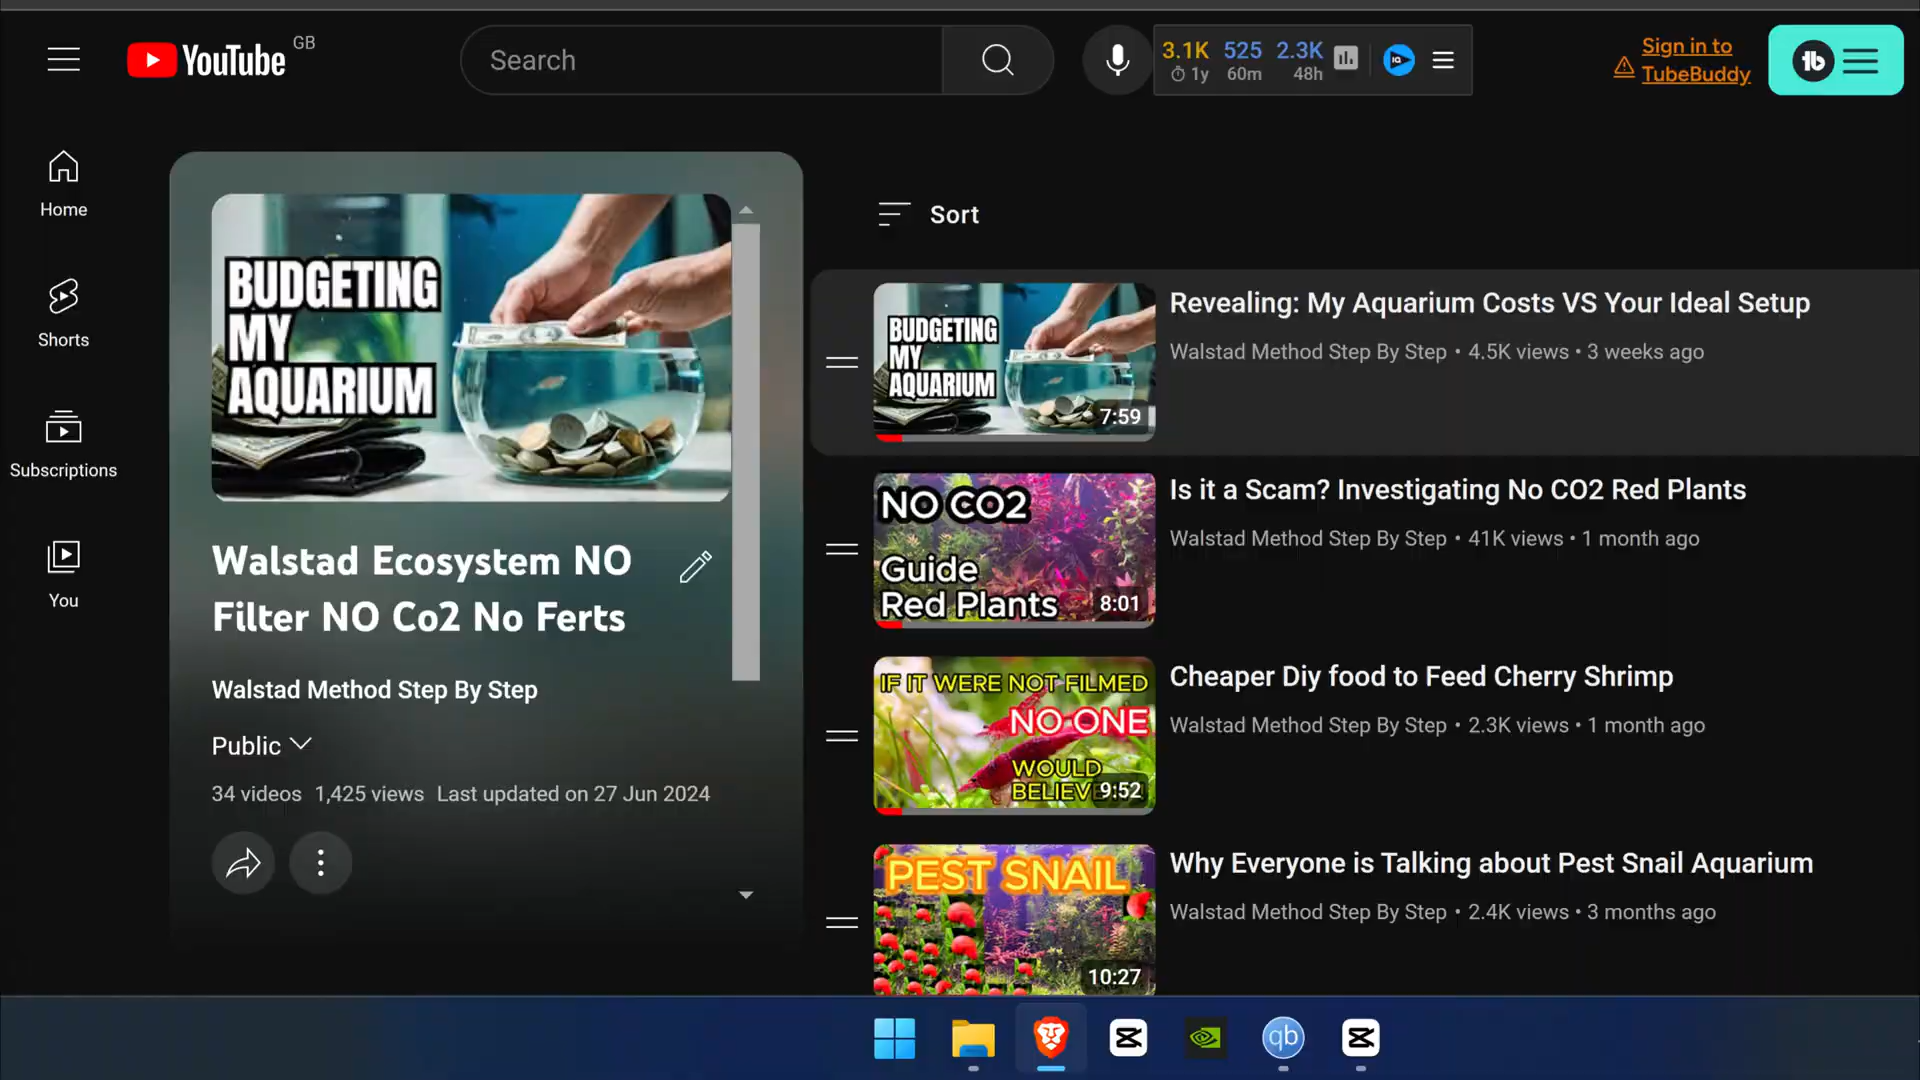 YouTube GB
Search
3.1K 525 2.3K
1y 60m 48h
Sign in to
TubeBuddy
Home
Shorts
Subscriptions
You
BUDGETING
MY
AQUARIUM
Walstad Ecosystem NO
Filter NO Co2 No Ferts
Walstad Method Step By Step
Public
34 videos 1,425 views Last updated on 27 Jun 2024
Sort
BUDGETING
MY
AQUARIUM
7:59
Revealing: My Aquarium Costs VS Your Ideal Setup
Walstad Method Step By Step • 4.5K views • 3 weeks ago
NO CO2
Guide
Red Plants
8:01
Is it a Scam? Investigating No CO2 Red Plants
Walstad Method Step By Step • 41K views • 1 month ago
IF IT WERE NOT FILMED
NO ONE
WOULD
BELIEVE
9:52
Cheaper Diy food to Feed Cherry Shrimp
Walstad Method Step By Step • 2.3K views • 1 month ago
PEST SNAIL
10:27
Why Everyone is Talking about Pest Snail Aquarium
Walstad Method Step By Step • 2.4K views • 3 months ago
qb